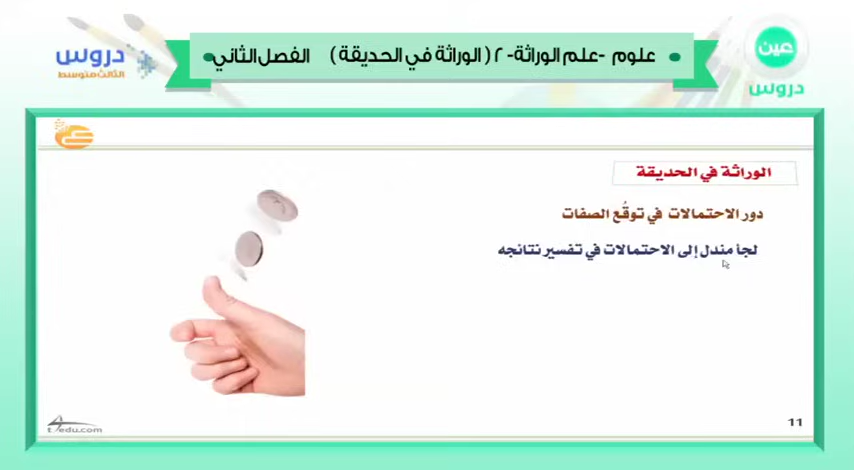 علوم - علم الوراثة-٢ (الوراثة في الحديقة) الفصل الثاني
عين
دروس
دروس
الثالث متوسط
الوراثة في الحديقة
دور الاحتمالات في توقُع الصفات
لجأ مندل إلى الاحتمالات في تفسير نتائجه
t4edu.com
11